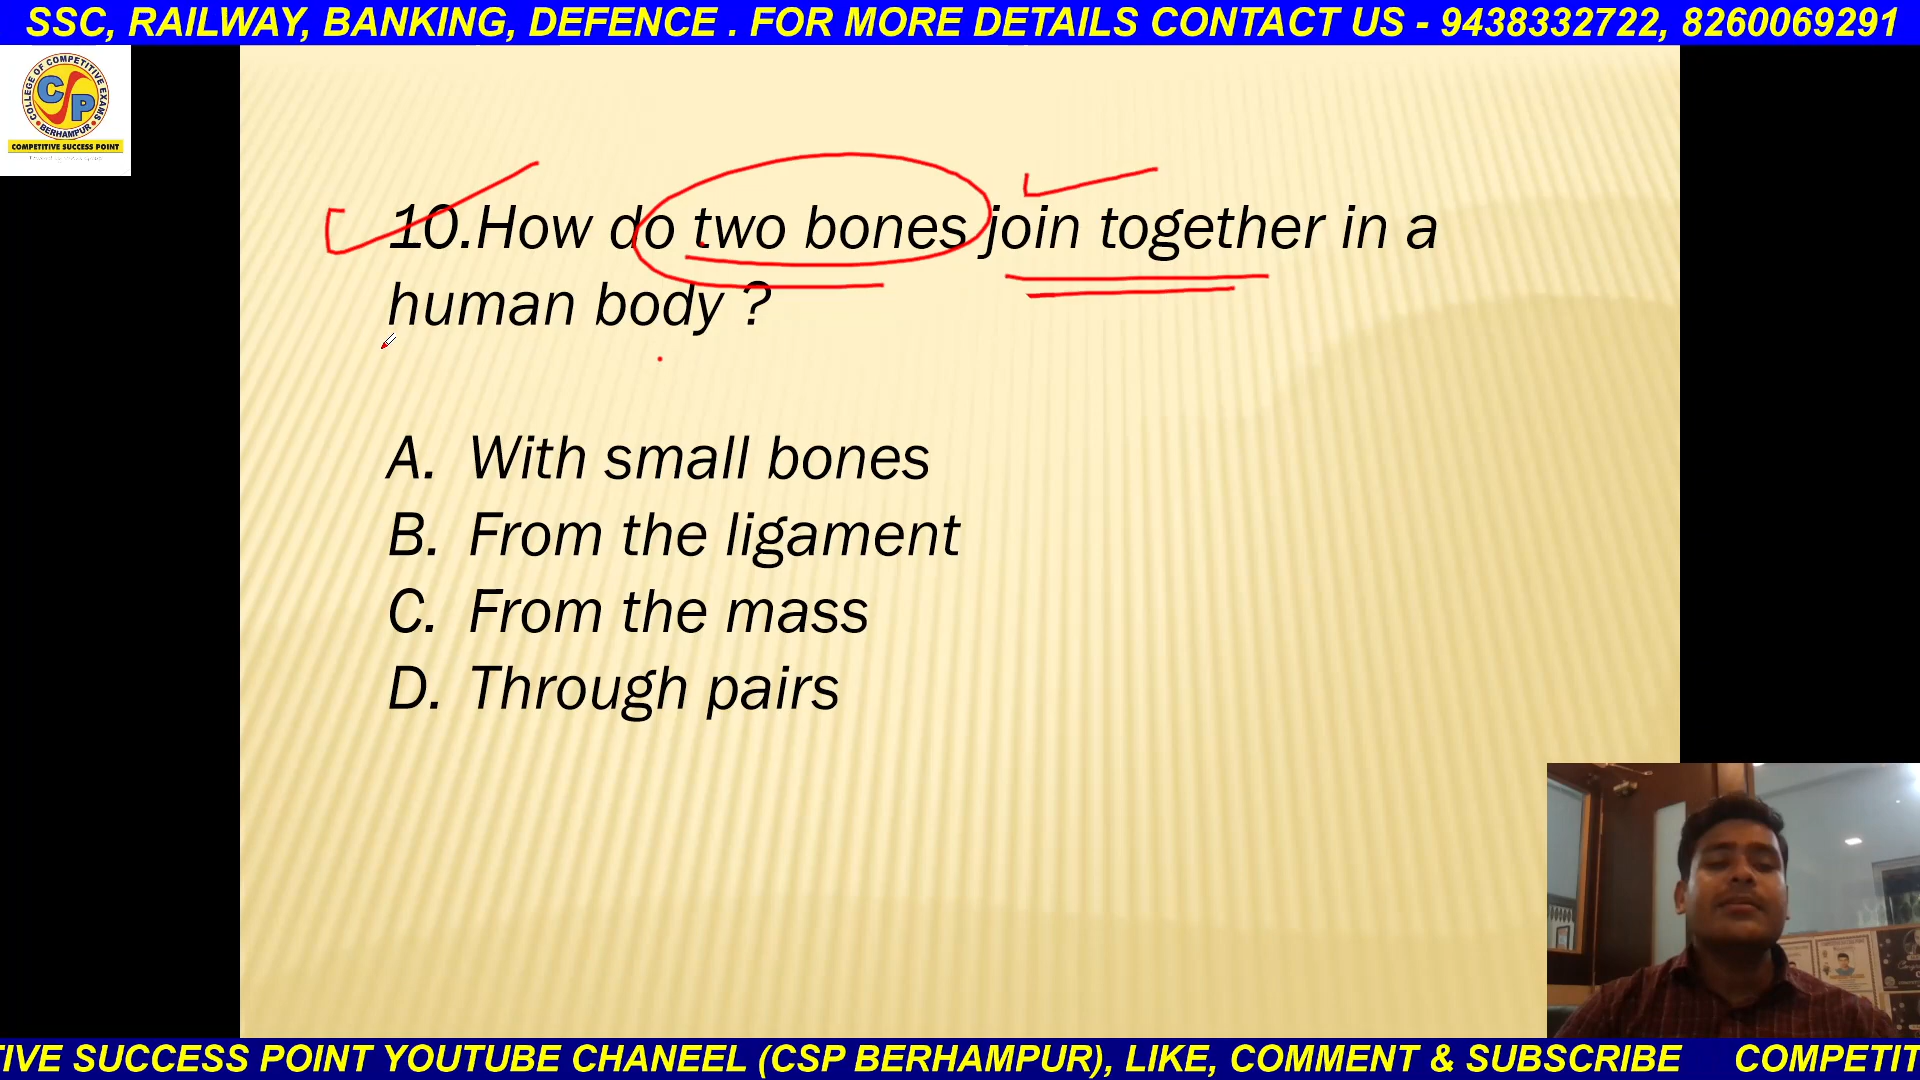 SSC, RAILWAY, BANKING, DEFENCE . FOR MORE DETAILS CONTACT US - 9438332722, 8260069291
COLLEGE OF COMPETITIVE EXAMS
CSP
BERHAMPUR
COMPETITIVE SUCCESS POINT
10.How do two bones join together in a
human body ?
A. With small bones
B. From the ligament
C. From the mass
D. Through pairs
TIVE SUCCESS POINT YOUTUBE CHANEEL (CSP BERHAMPUR), LIKE, COMMENT & SUBSCRIBE COMPETIT